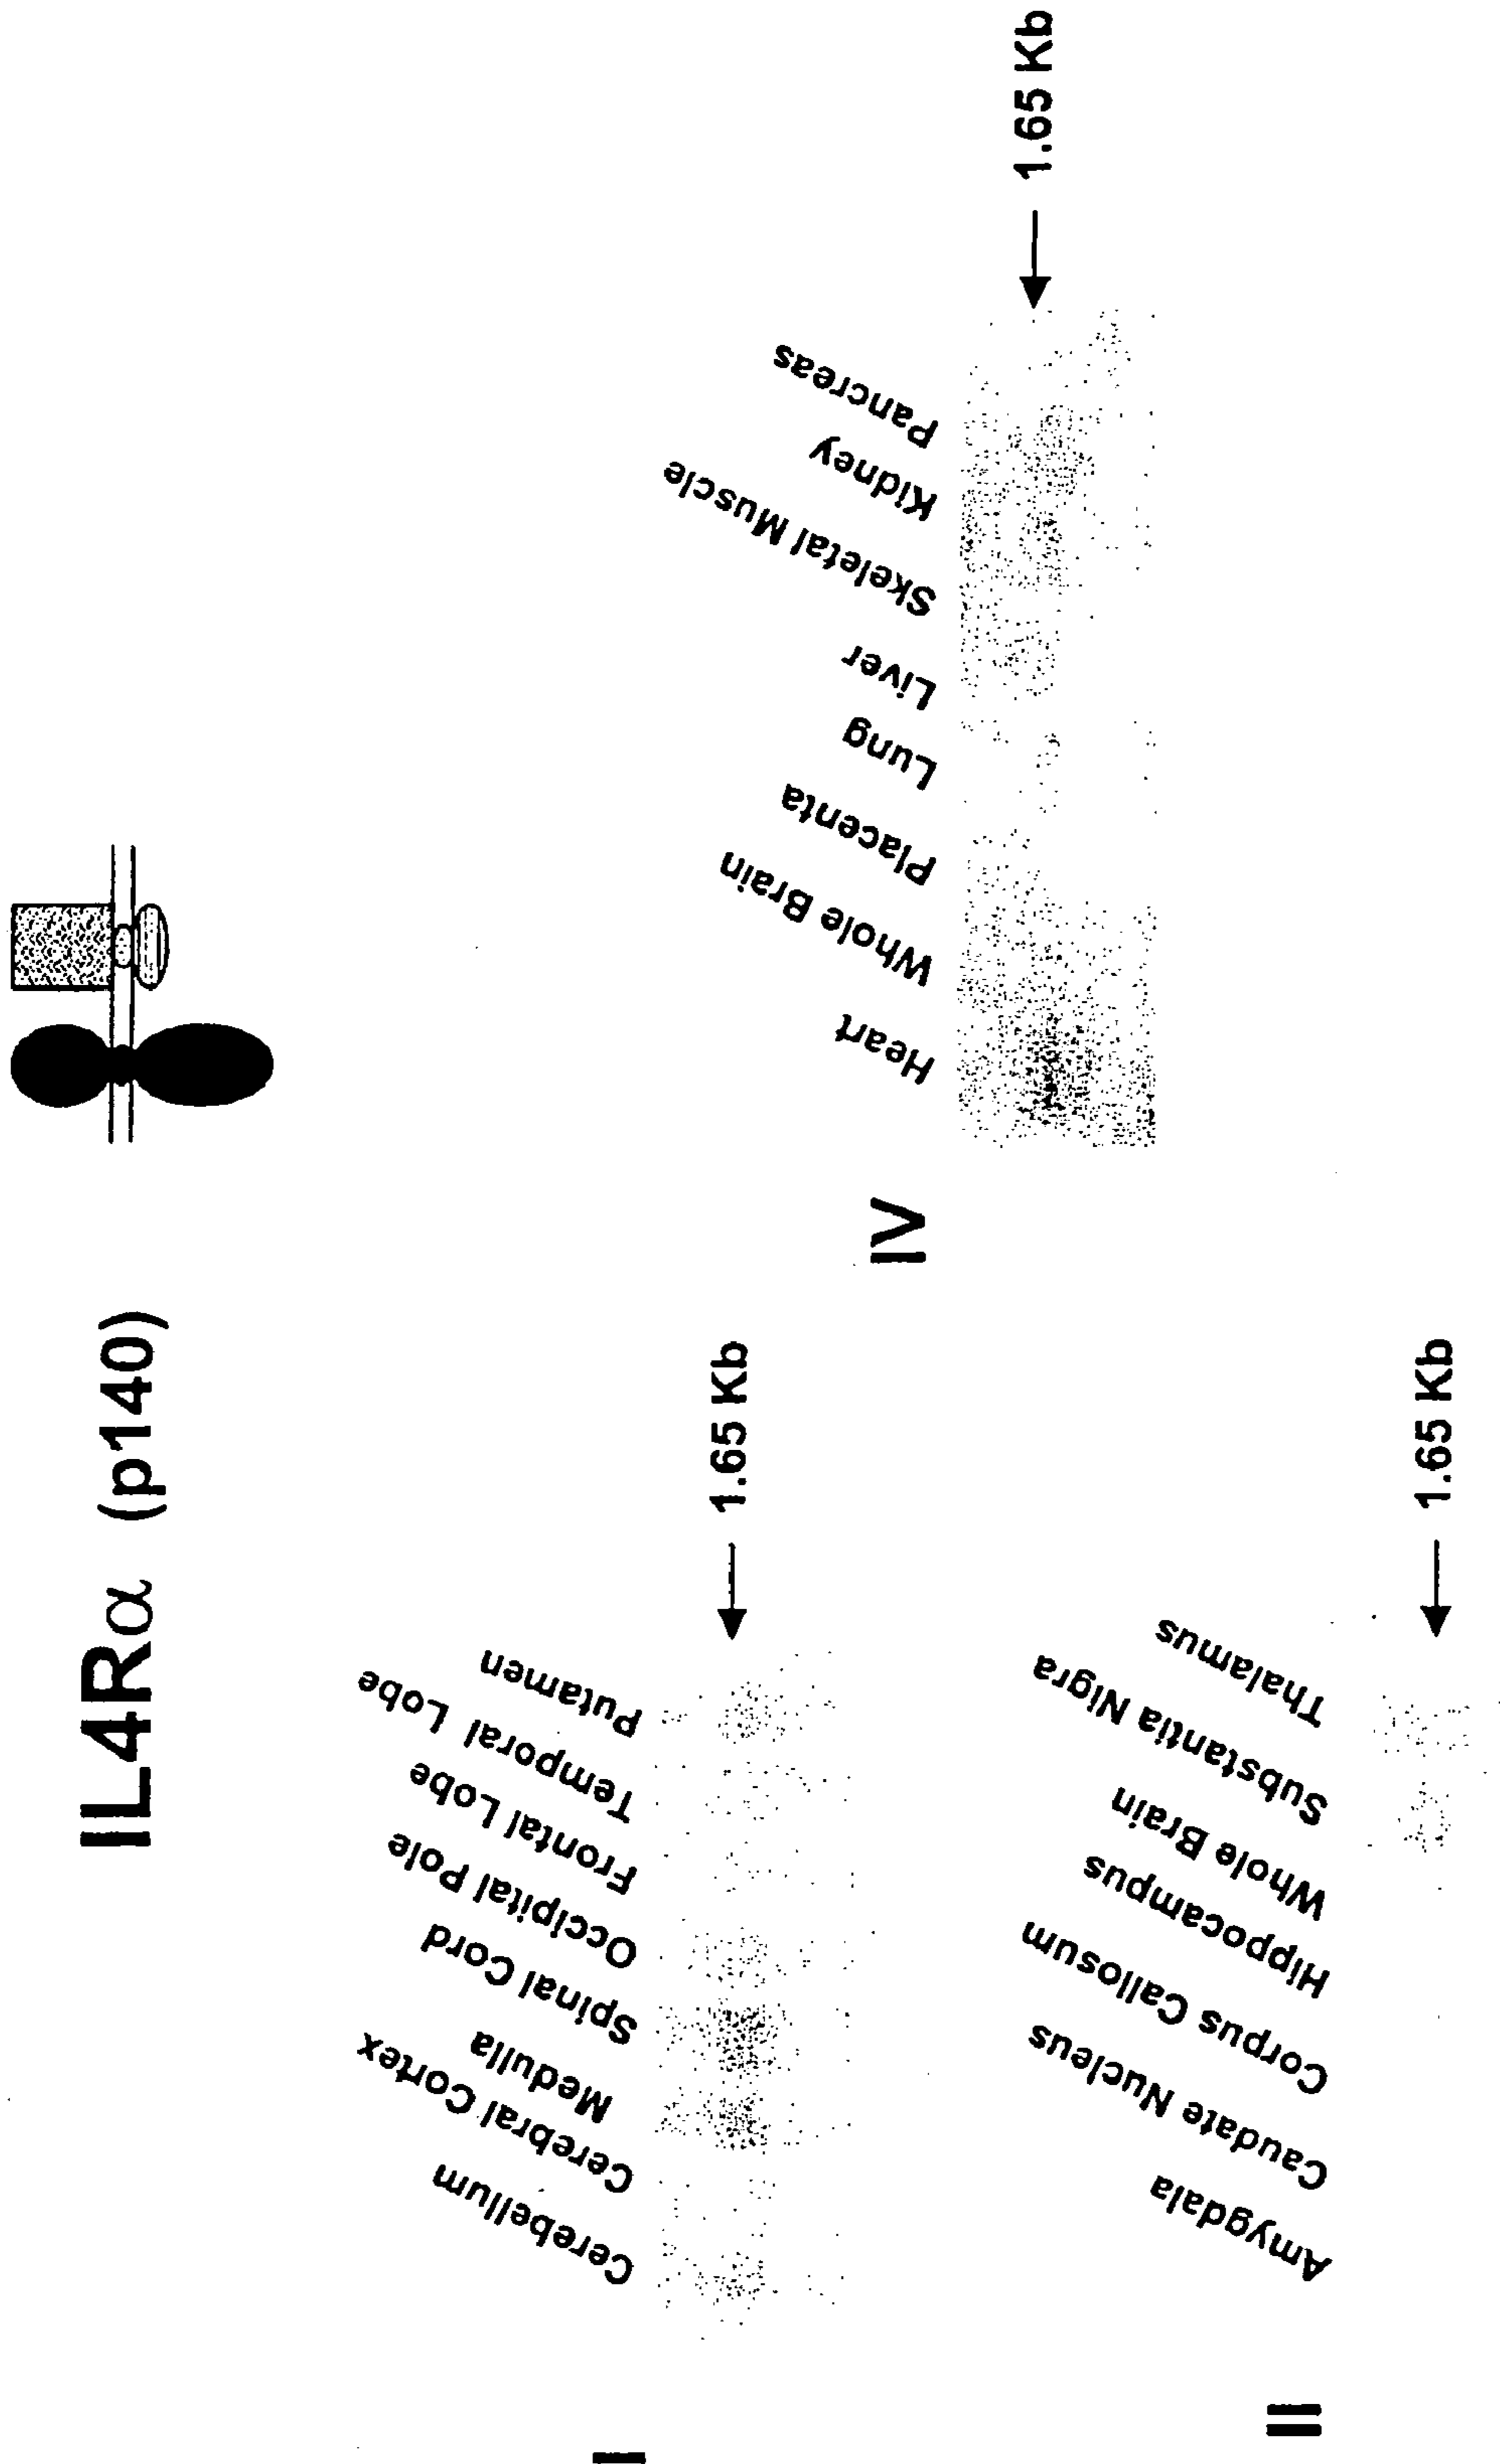 IL4Rα (p140)
I
Cerebellum
Cerebral Cortex
Medulla
Spinal Cord
Occipital Pole
Frontal Lobe
Temporal Lobe
Putamen
1.65 Kb
II
Amygdala
Caudate Nucleus
Corpus Callosum
Hippocampus
Whole Brain
Substantia Nigra
Thalamus
1.65 Kb
IV
Heart
Whole Brain
Placenta
Lung
Liver
Skeletal Muscle
Kidney
Pancreas
1.65 Kb